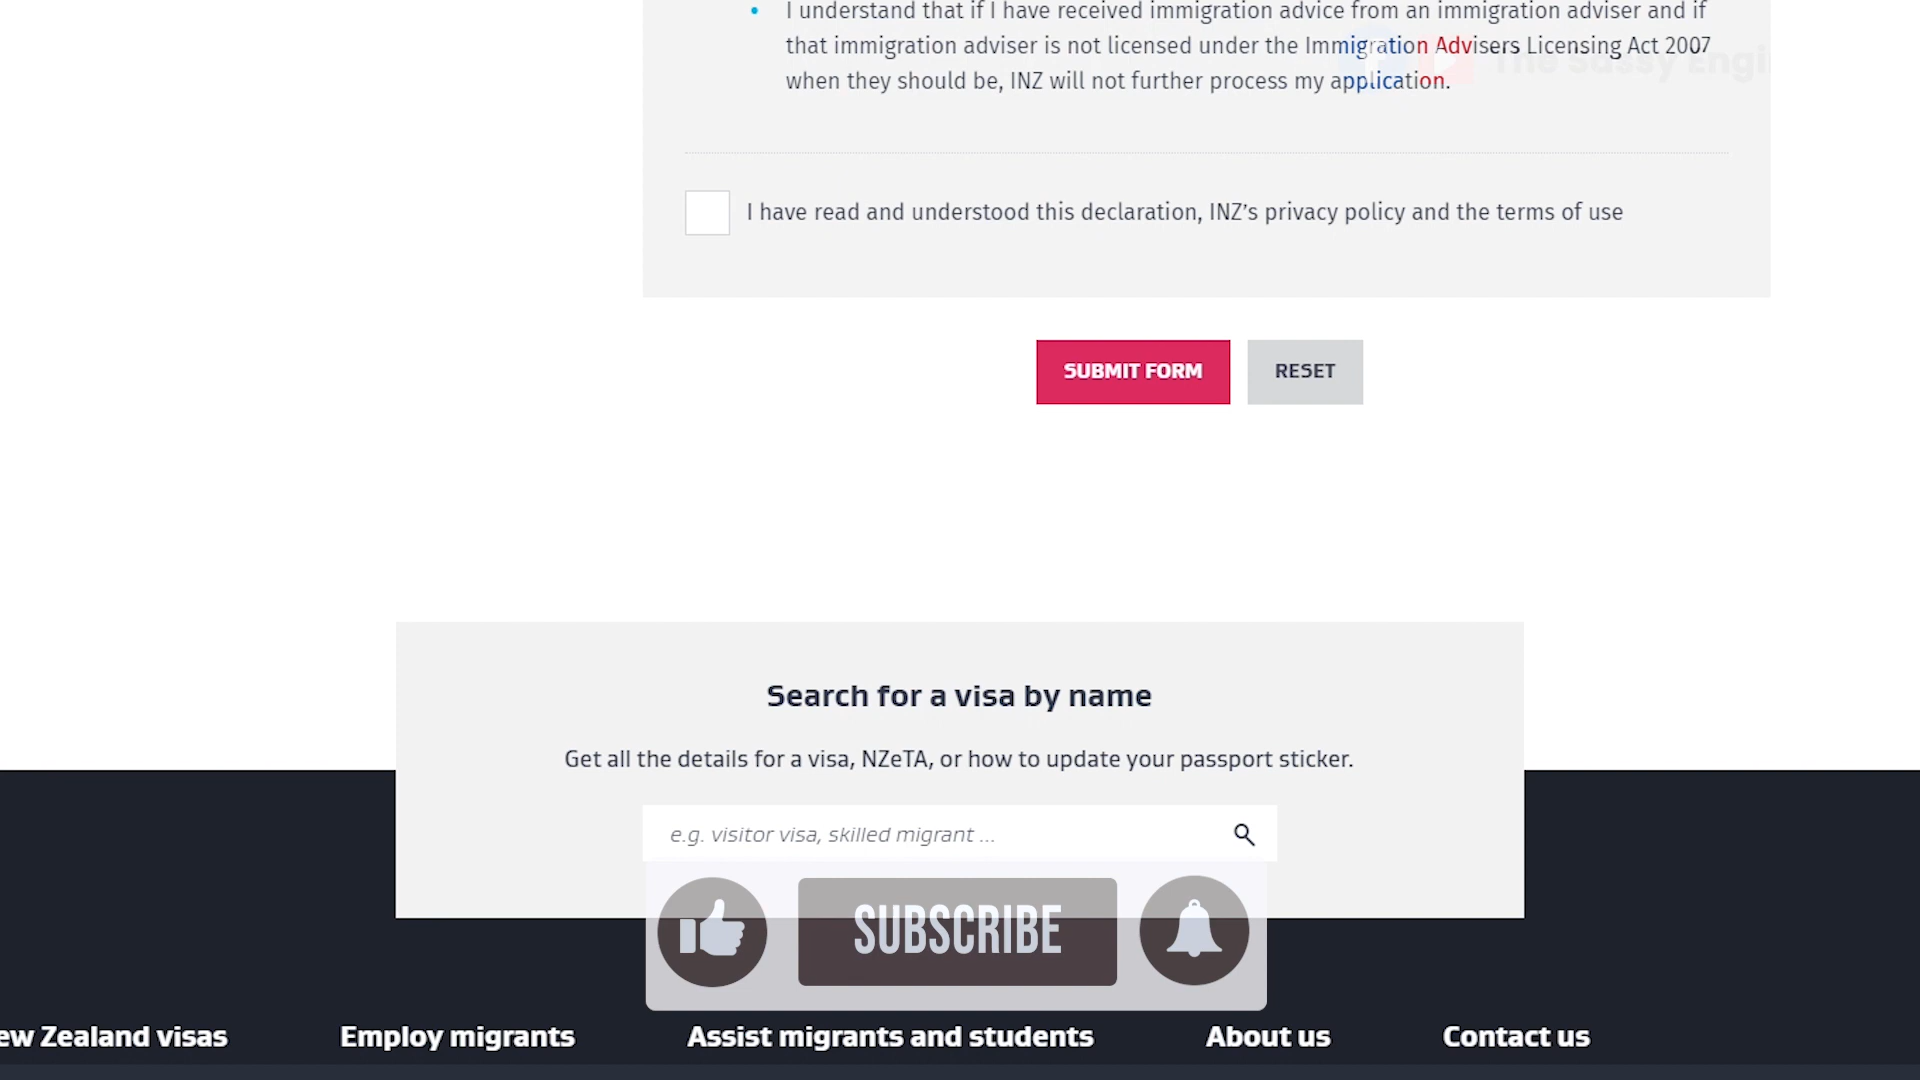 I understand that if I have received immigration advice from an immigration adviser and if
that immigration adviser is not licensed under the Immigration Advisers Licensing Act 2007
when they should be, INZ will not further process my application.
The Sassy Engi
I have read and understood this declaration, INZ’s privacy policy and the terms of use
SUBMIT FORM
RESET
Search for a visa by name
Get all the details for a visa, NZeTA, or how to update your passport sticker.
e.g. visitor visa, skilled migrant ...
SUBSCRIBE
ew Zealand visas
Employ migrants
Assist migrants and students
About us
Contact us